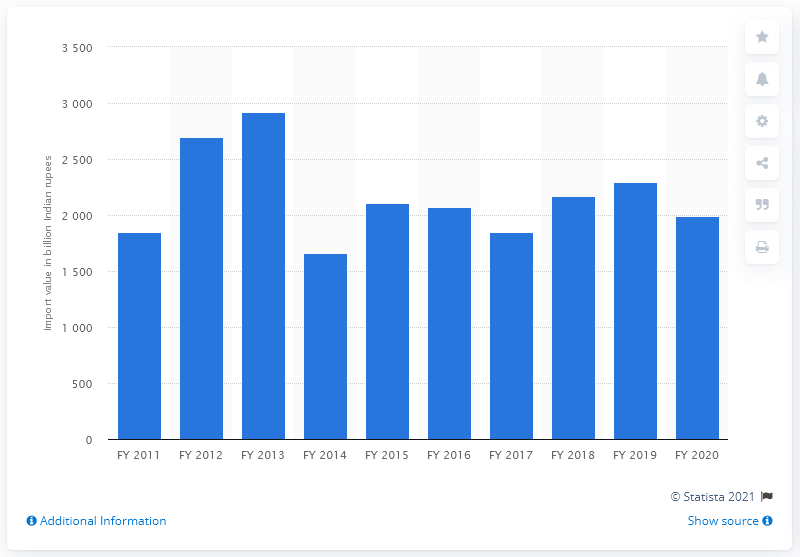 3 500
3 000
2 500
2 000
1 500
1 000
500
0
Import value in billion Indian rupees
FY 2011 FY 2012 FY 2013 FY 2014 FY 2015 FY 2016 FY 2017 FY 2018 FY 2019 FY 2020
© Statista 2021
Additional Information Show source